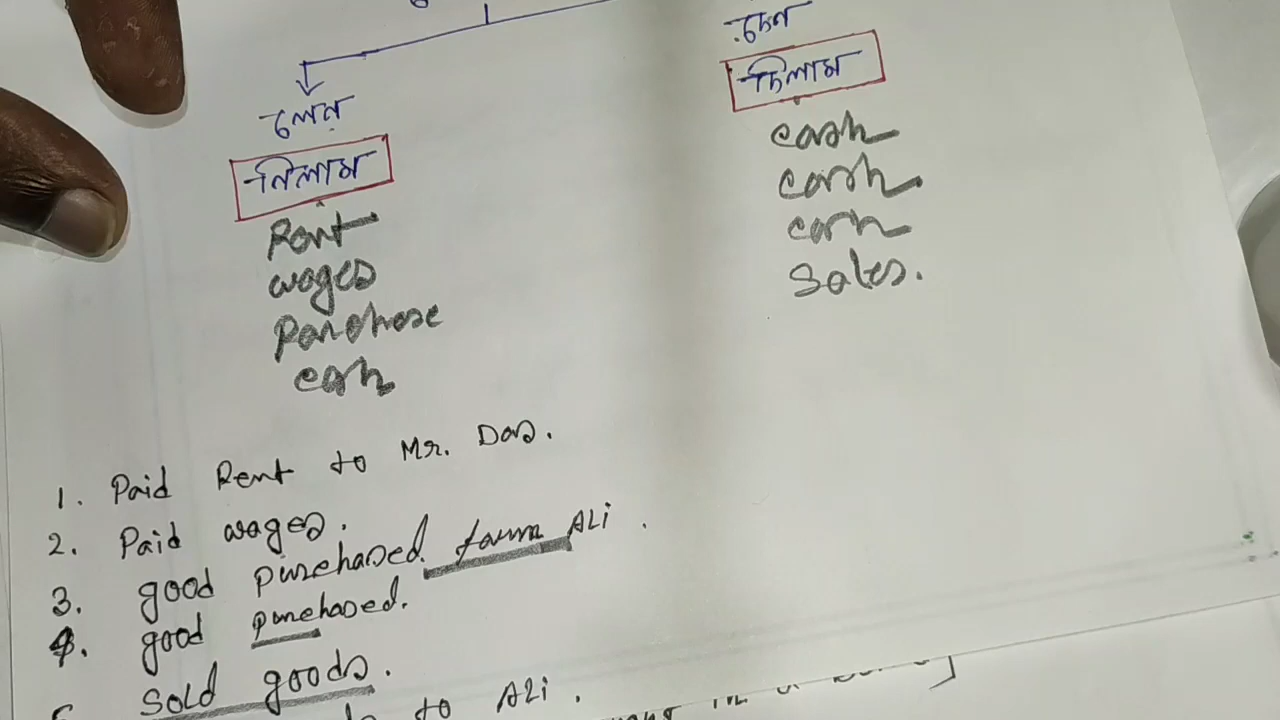 লেন
নিলাম
Rent
wages
Purchase
cash
দেন
দিলাম
cash
cash
cash
Sales.
1. Paid Rent to Mr. Das.
2. Paid wages.
3. good purchased from ALi.
4. good purchased.
Sold goods.
to ALi.